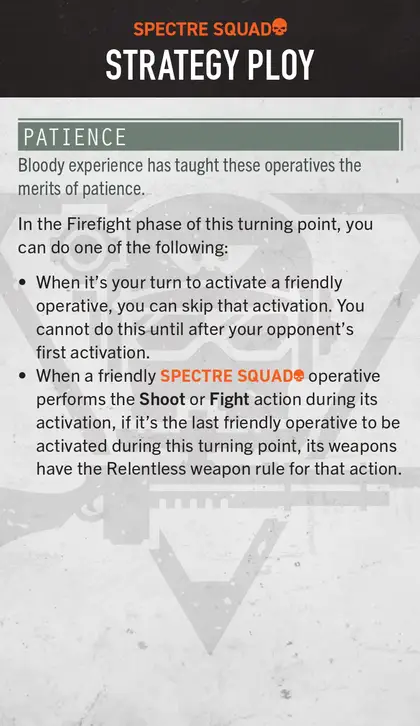 SPECTRE SQUAD
STRATEGY PLOY
PATIENCE
Bloody experience has taught these operatives the
merits of patience.
In the Firefight phase of this turning point, you
can do one of the following:
• When it’s your turn to activate a friendly
operative, you can skip that activation. You
cannot do this until after your opponent’s
first activation.
• When a friendly SPECTRE SQUAD operative
performs the Shoot or Fight action during its
activation, if it’s the last friendly operative to be
activated during this turning point, its weapons
have the Relentless weapon rule for that action.